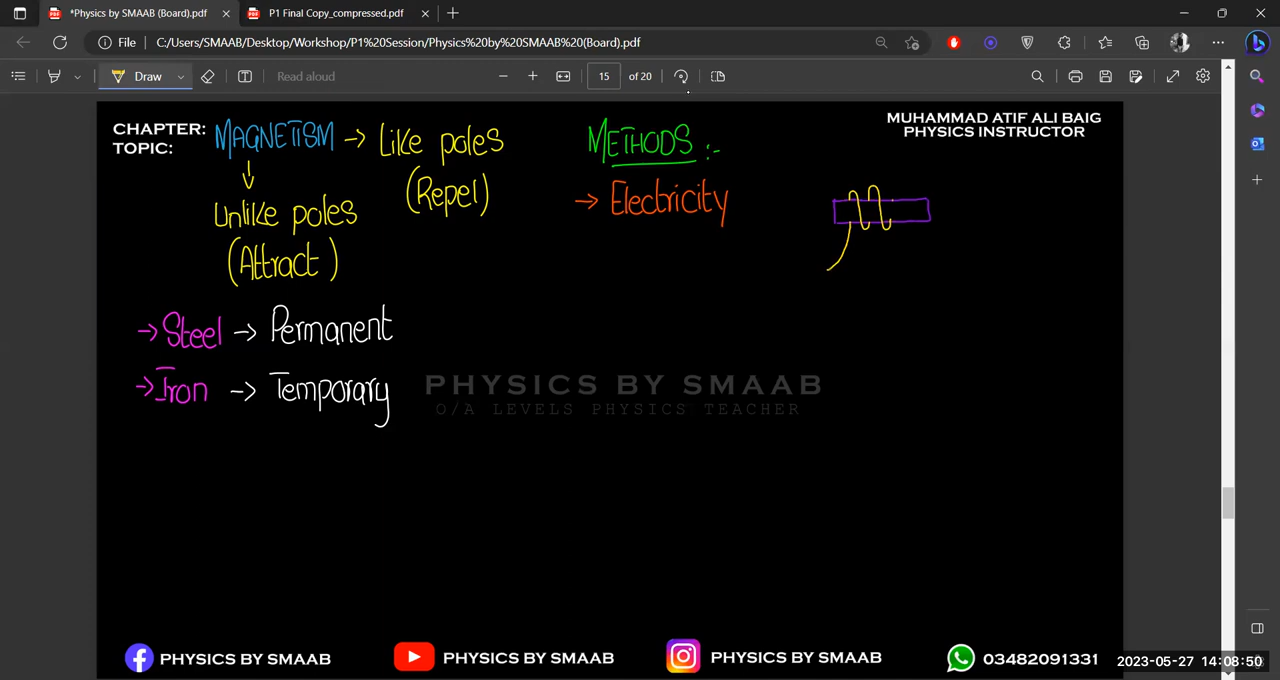 *Physics by SMAAB (Board).pdf
P1 Final Copy_compressed.pdf
File
C:/Users/SMAAB/Desktop/Workshop/P1%20Session/Physics%20by%20SMAAB%20(Board).pdf
Draw
Read aloud
15 of 20
CHAPTER: MAGNETISM → Like poles
TOPIC:
(Repel)
↓
Unlike poles
(Attract)
→ Steel → Permanent
→ Iron → Temporary
METHODS :-
→ Electricity
MUHAMMAD ATIF ALI BAIG
PHYSICS INSTRUCTOR
PHYSICS BY SMAAB
O/A LEVELS PHYSICS TEACHER
PHYSICS BY SMAAB
PHYSICS BY SMAAB
PHYSICS BY SMAAB
03482091331
2023-05-27 14:08:50